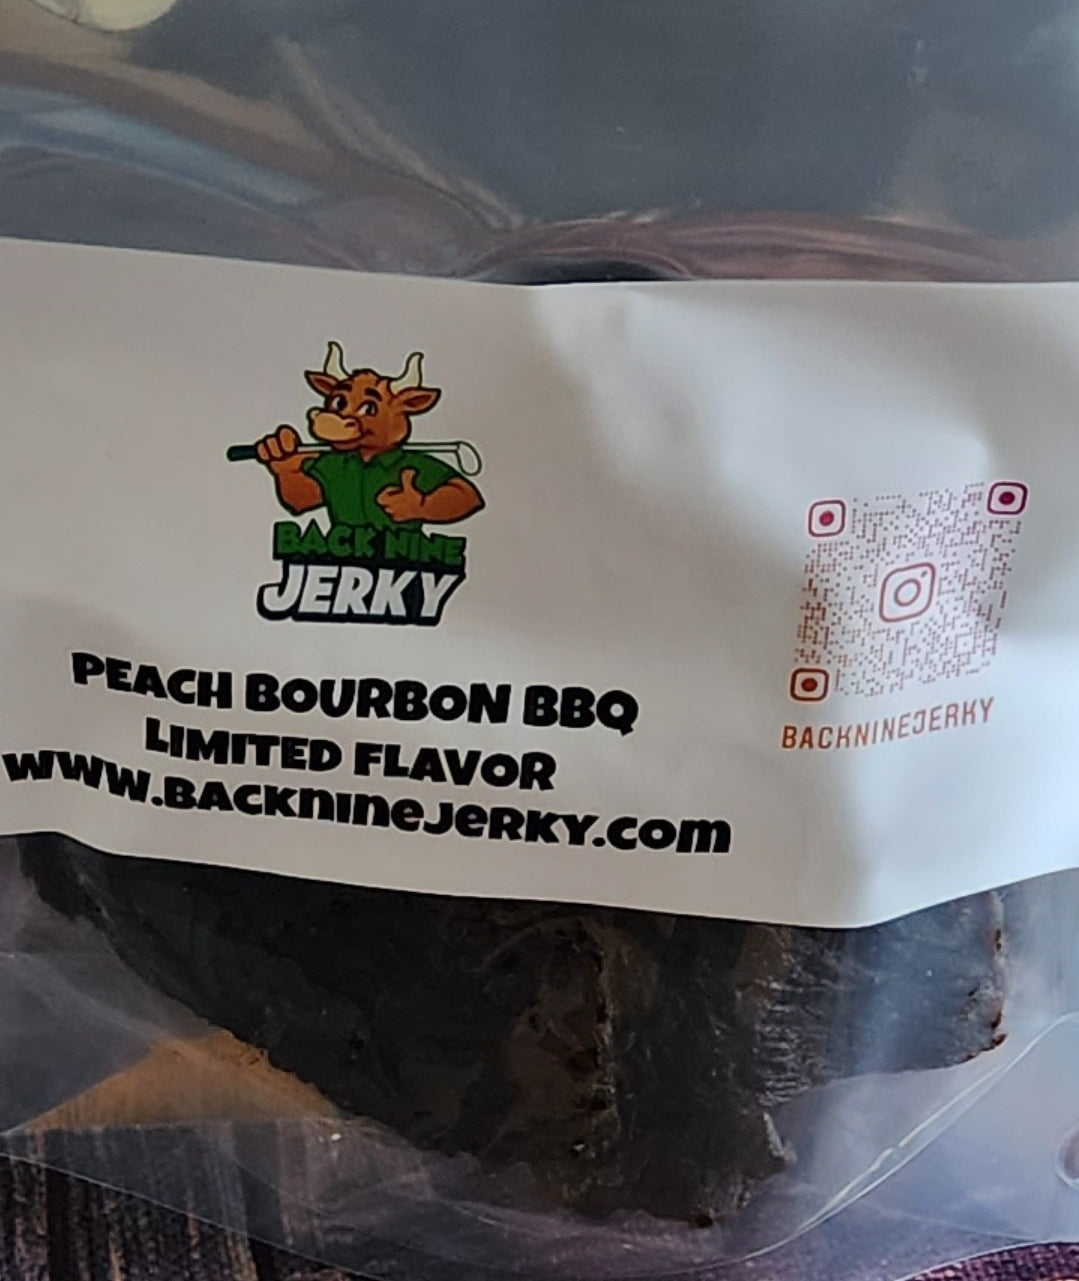 BACK NINE
JERKY
PEACH BOURBON BBQ
LIMITED FLAVOR
www.BACKnineJeRKY.com
BACKNINEJERKY